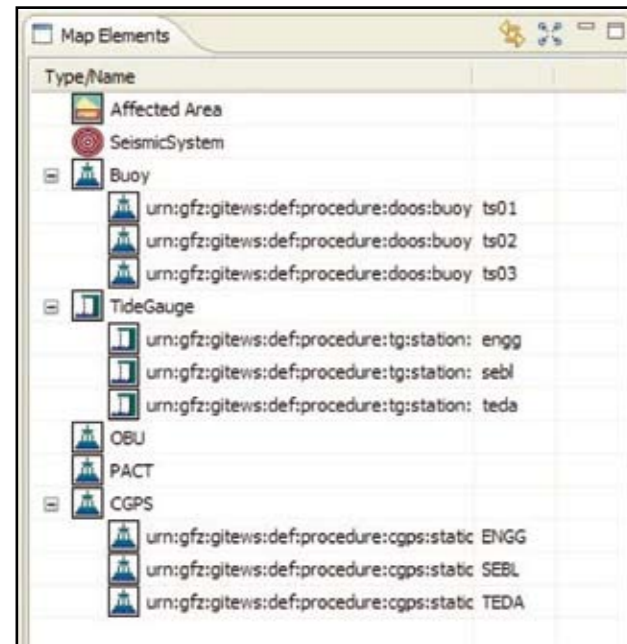 Map Elements
Type/Name
Affected Area
SeismicSystem
Buoy
urn:gfz:gitews:def:procedure:doos:buoy ts01
urn:gfz:gitews:def:procedure:doos:buoy ts02
urn:gfz:gitews:def:procedure:doos:buoy ts03
TideGauge
urn:gfz:gitews:def:procedure:tg:station: engg
urn:gfz:gitews:def:procedure:tg:station: sebl
urn:gfz:gitews:def:procedure:tg:station: teda
OBU
PACT
CGPS
urn:gfz:gitews:def:procedure:cgps:static ENGG
urn:gfz:gitews:def:procedure:cgps:static SEBL
urn:gfz:gitews:def:procedure:cgps:static TEDA